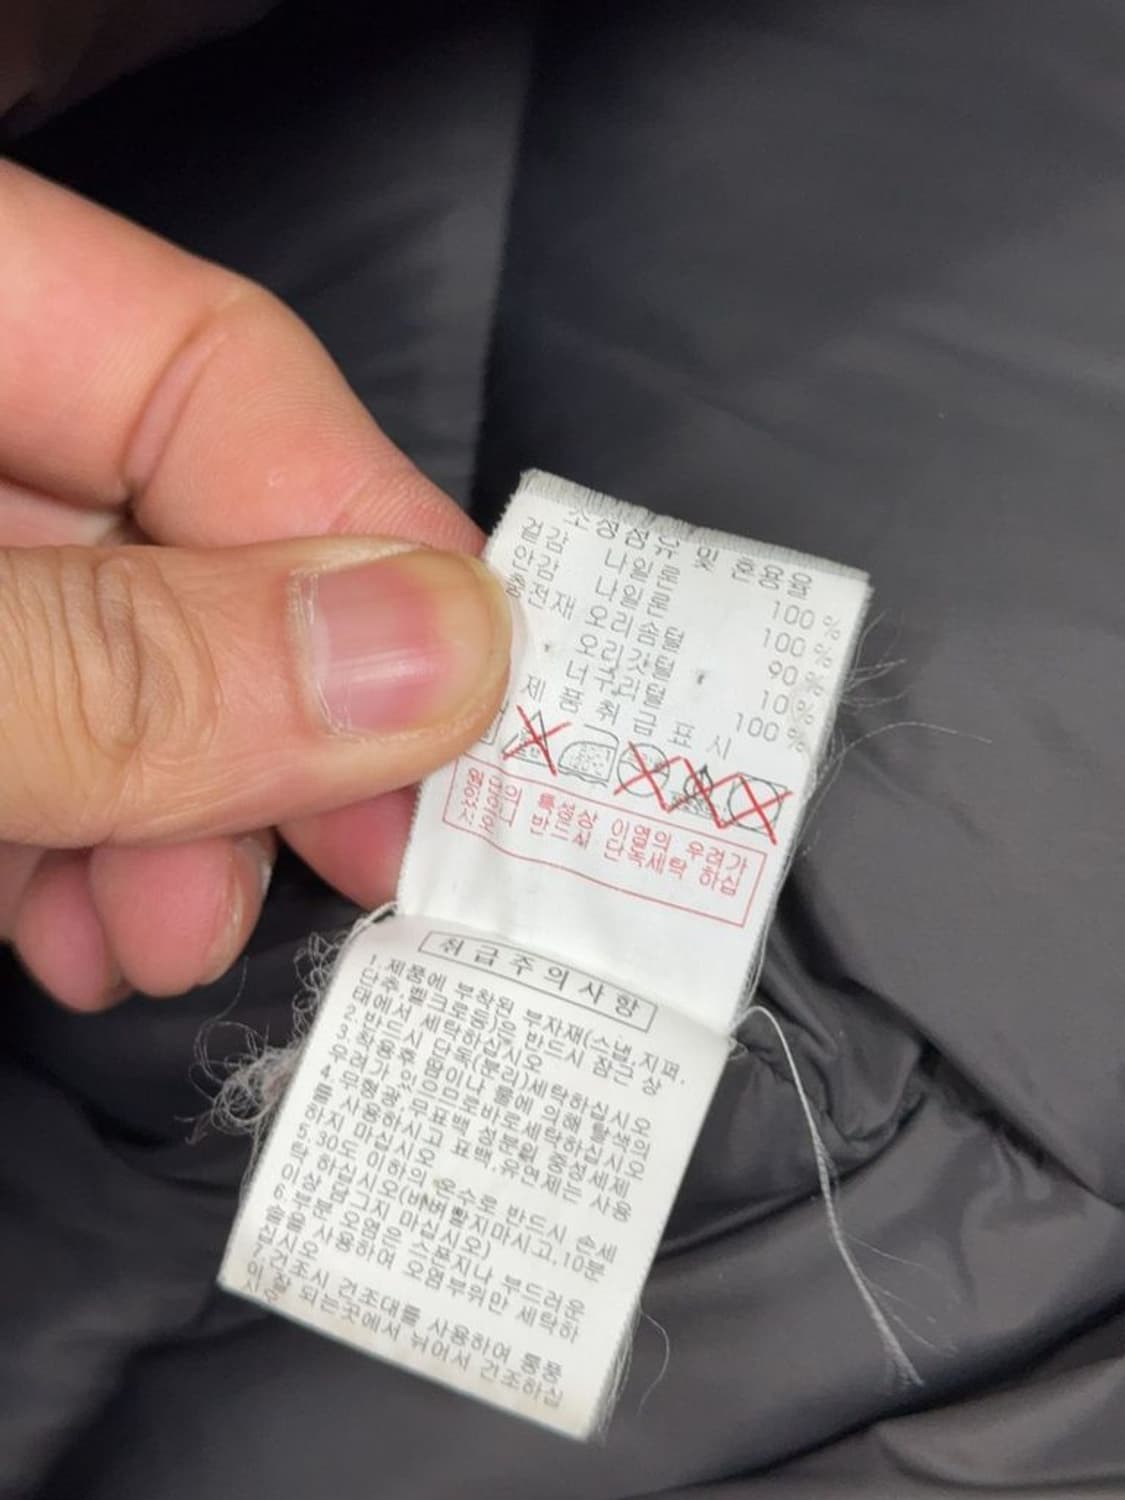 조성섬유 및 혼용율
겉감 나일론 100 %
안감 나일론 100 %
충전재 오리솜털 90 %
오리깃털 10 %
너구리털 100 %
제 품 취 급 표 시
특성상 이염의 우려가
반드시 단독세탁 하십
취급주의사항
1.제품에 부착된 부자재(스냅,지퍼,
단추,벨크로등)은 반드시 잠근 상
태에서 세탁하십시오
2.반드시 단독(분리)세탁하십시오
3.착용 후 땀이나 물에 의해 탈색의
우려가 있으므로 바로 세탁하십시오
4.무형광,무표백 성분의 중성세제
를 사용하시고 표백,유연제는 사용
하지 마십시오
5.30도 이하의 온수로 반드시 손세
탁 하십시오(비벼빨지마시고,10분
이상 담그지 마십시오)
6.부분 오염은 스폰지나 부드러운
솔을 사용하여 오염부위만 세탁하
십시오
7.건조시 건조대를 사용하여 통풍
이 잘 되는곳에서 뉘어서 건조하십